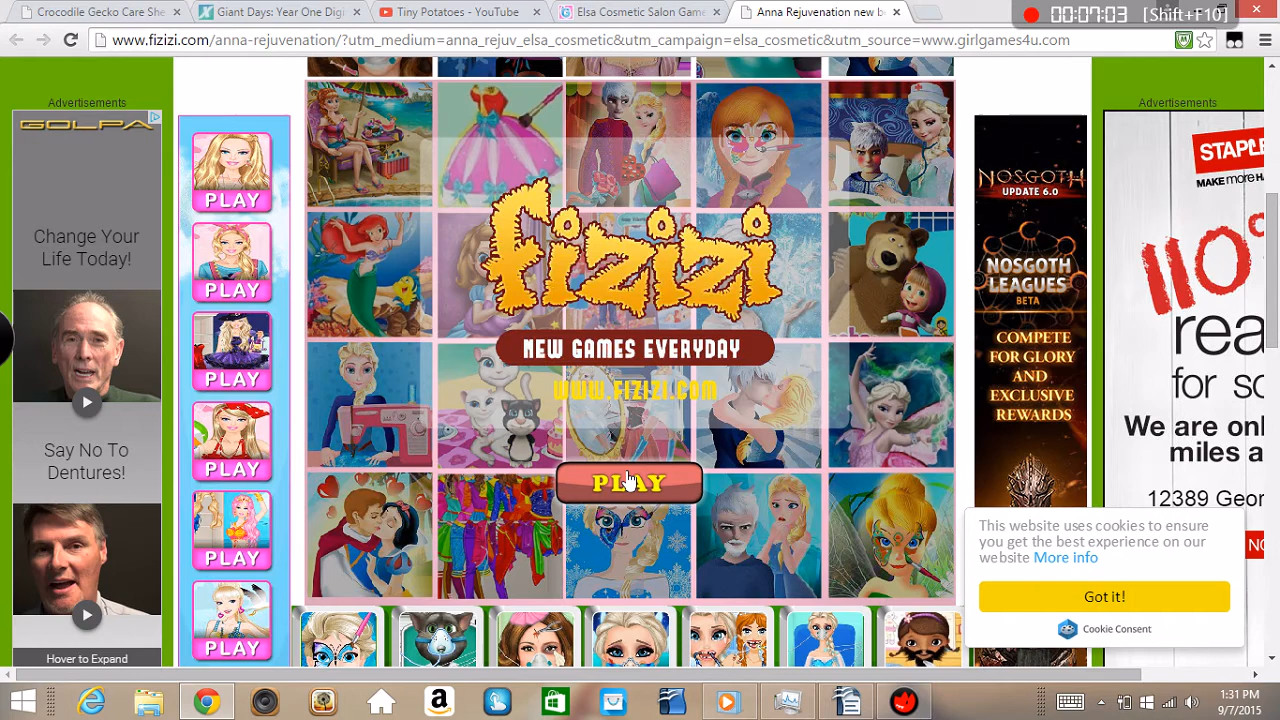 Crocodile Gecko Care She
Giant Days: Year One Digi
Tiny Potatoes - YouTube
Elsa Cosmetic Salon Game
Anna Rejuvenation new b
00:07:03 [Shift+F10]
www.fizizi.com/anna-rejuvenation/?utm_medium=anna_rejuv_elsa_cosmetic&utm_campaign=elsa_cosmetic&utm_source=www.girlgames4u.com
Advertisements
GOLPA
Change Your
Life Today!
Say No To
Dentures!
Hover to Expand
PLAY
PLAY
PLAY
PLAY
PLAY
PLAY
fizizi
NEW GAMES EVERYDAY
WWW.FIZIZI.COM
PLAY
NOSGOTH
UPDATE 6.0
NOSGOTH
LEAGUES
BETA
COMPETE
FOR GLORY
AND
EXCLUSIVE
REWARDS
Advertisements
STAPLE
MAKE more HA
110%
rea
for sc
We are onl
miles a
12389 Geor
NO
This website uses cookies to ensure
you get the best experience on our
website More info
Got it!
Cookie Consent
1:31 PM
9/7/2015